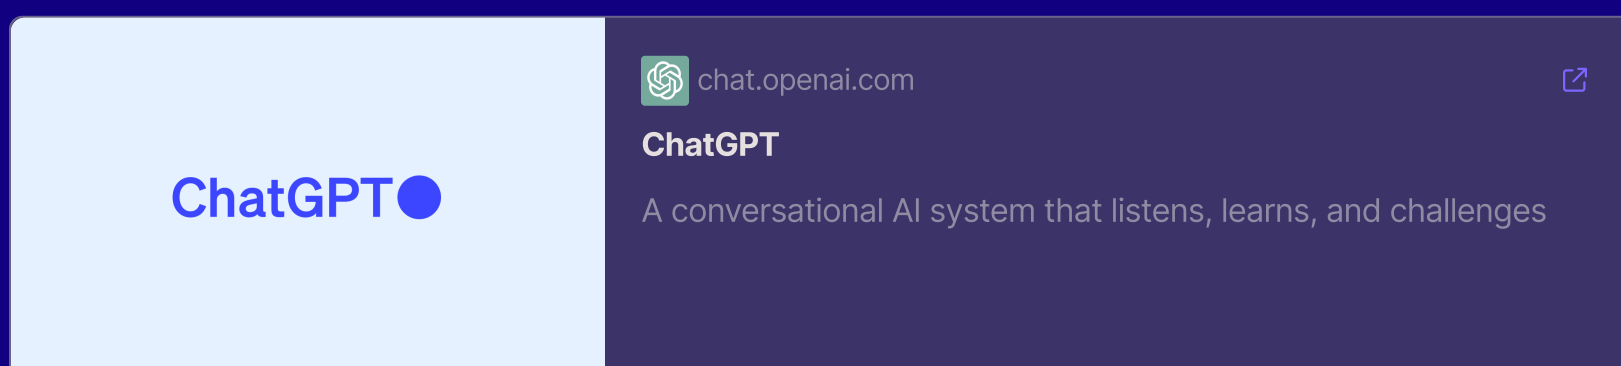 ChatGPT
chat.openai.com
ChatGPT
A conversational AI system that listens, learns, and challenges